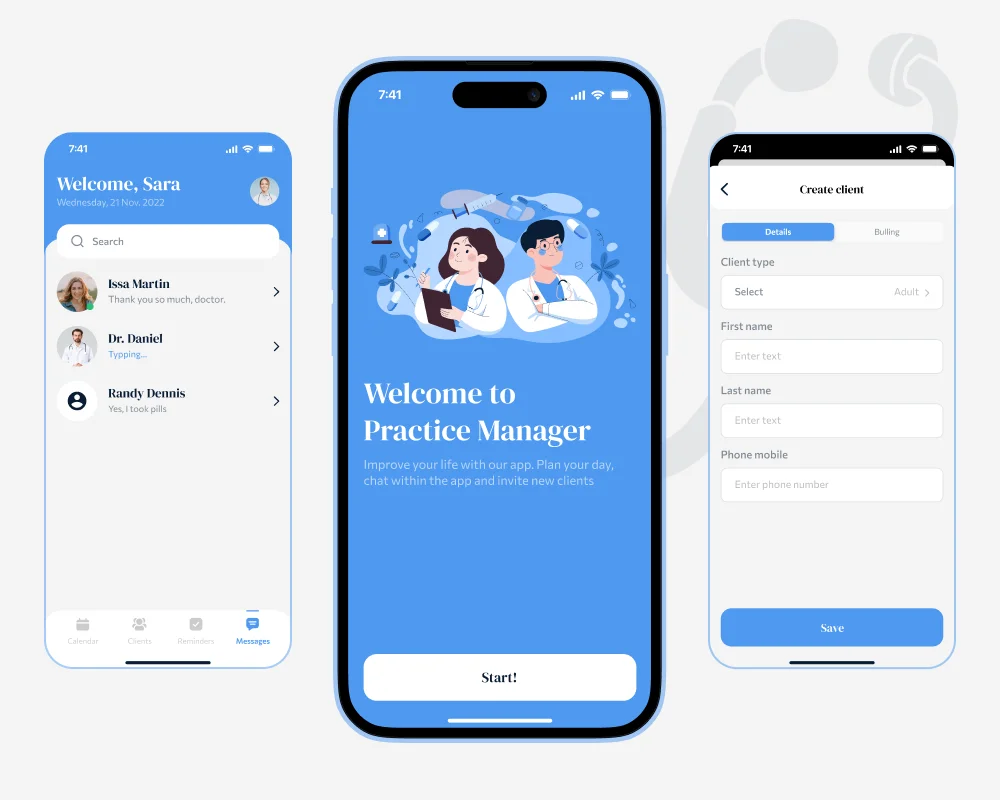 7:41
Welcome, Sara
Wednesday, 21 Nov. 2022
Search
Issa Martin
Thank you so much, doctor.
Dr. Daniel
Typping...
Randy Dennis
Yes, I took pills
Calendar
Clients
Reminders
Messages
7:41
Welcome to
Practice Manager
Improve your life with our app. Plan your day,
chat within the app and invite new clients
Start!
7:41
Create client
Details
Bulling
Client type
Select
Adult
First name
Enter text
Last name
Enter text
Phone mobile
Enter phone number
Save